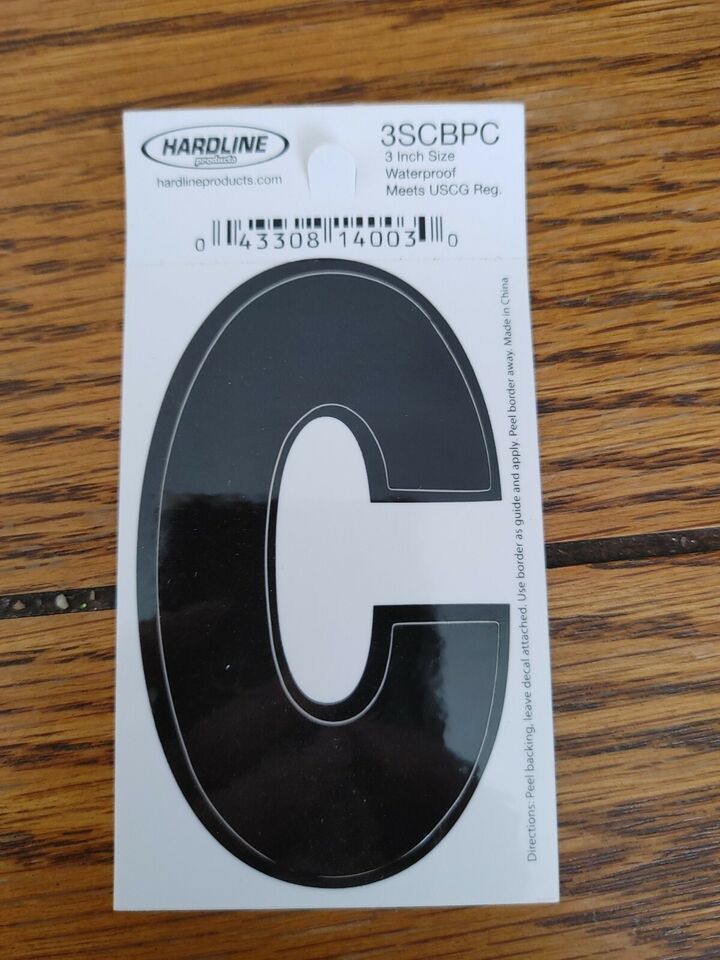 HARDLINE
products
hardlineproducts.com
3SCBPC
3 Inch Size
Waterproof
Meets USCG Reg.
0 43308 14003 0
C
Directions: Peel backing, leave decal attached. Use border as guide and apply. Peel border away. Made in China